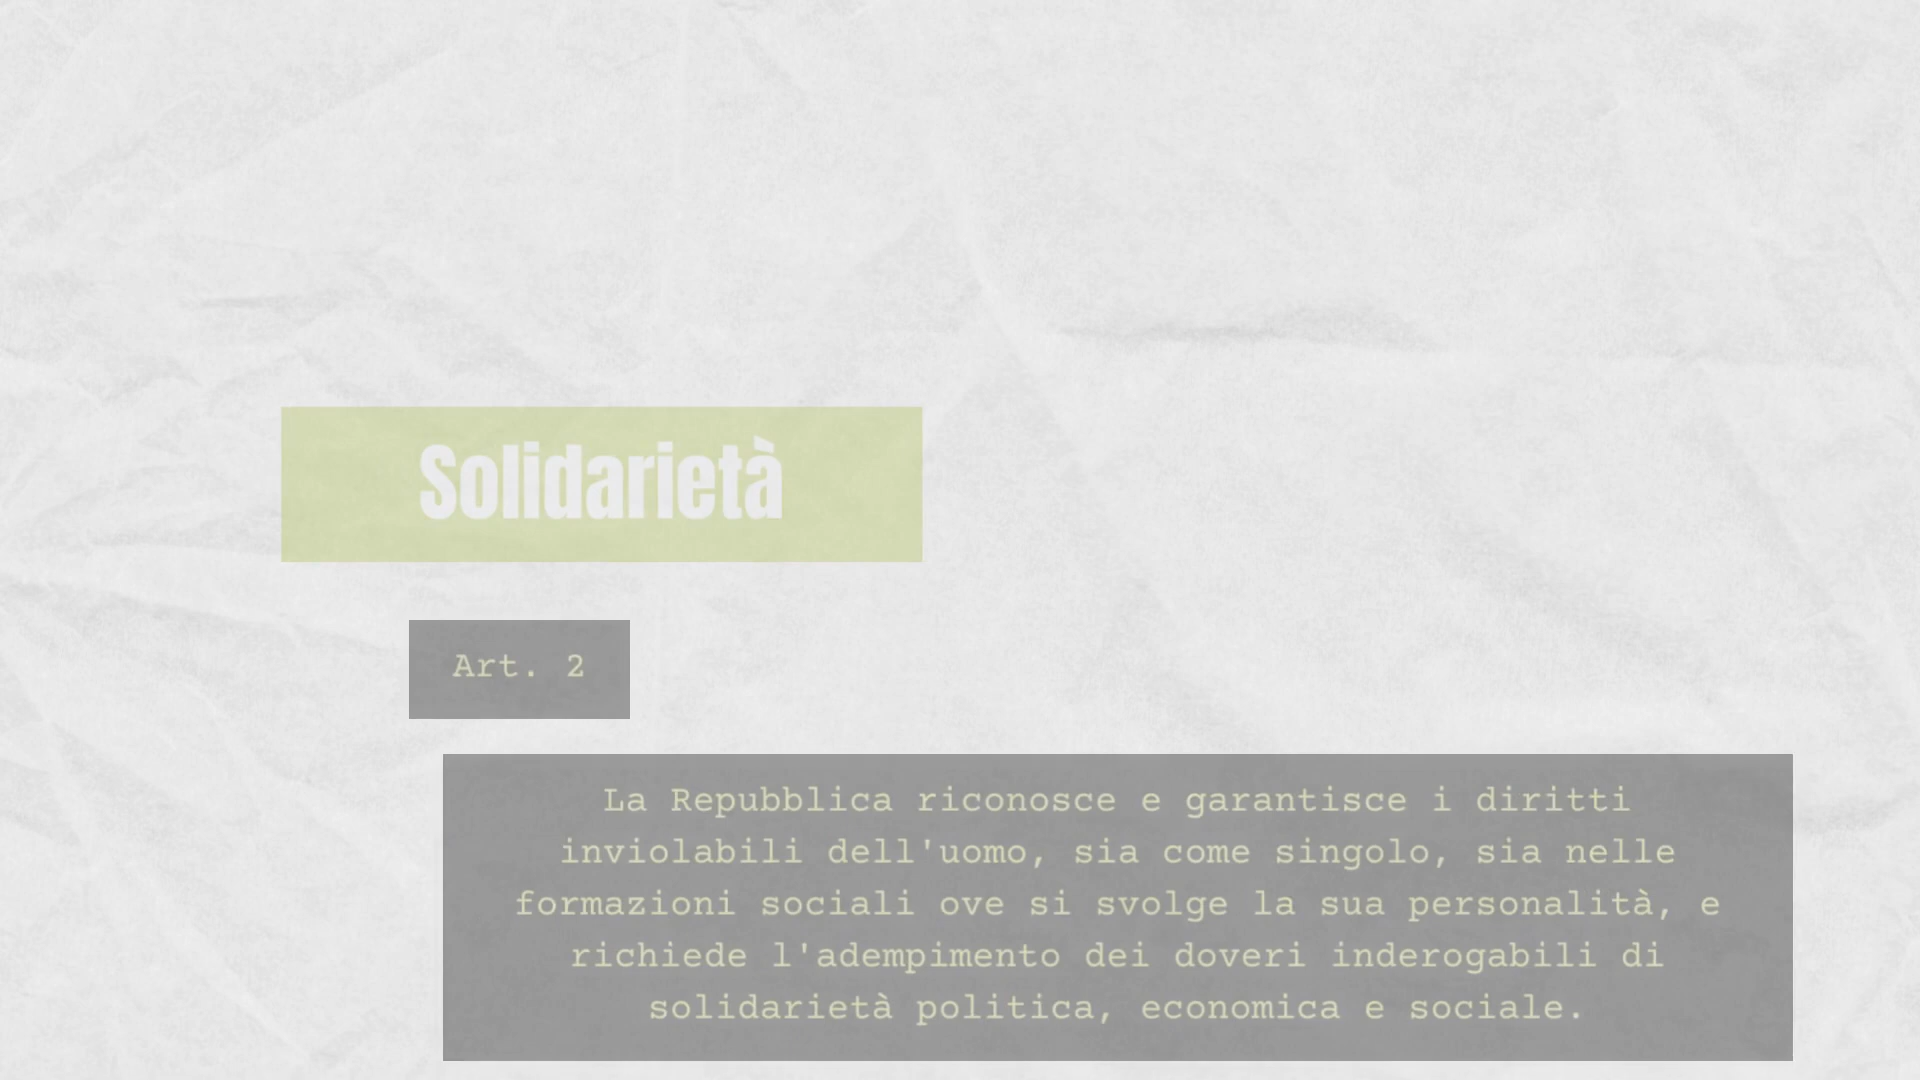 Solidarietà
Art. 2
La Repubblica riconosce e garantisce i diritti
inviolabili dell'uomo, sia come singolo, sia nelle
formazioni sociali ove si svolge la sua personalità, e
richiede l'adempimento dei doveri inderogabili di
solidarietà politica, economica e sociale.